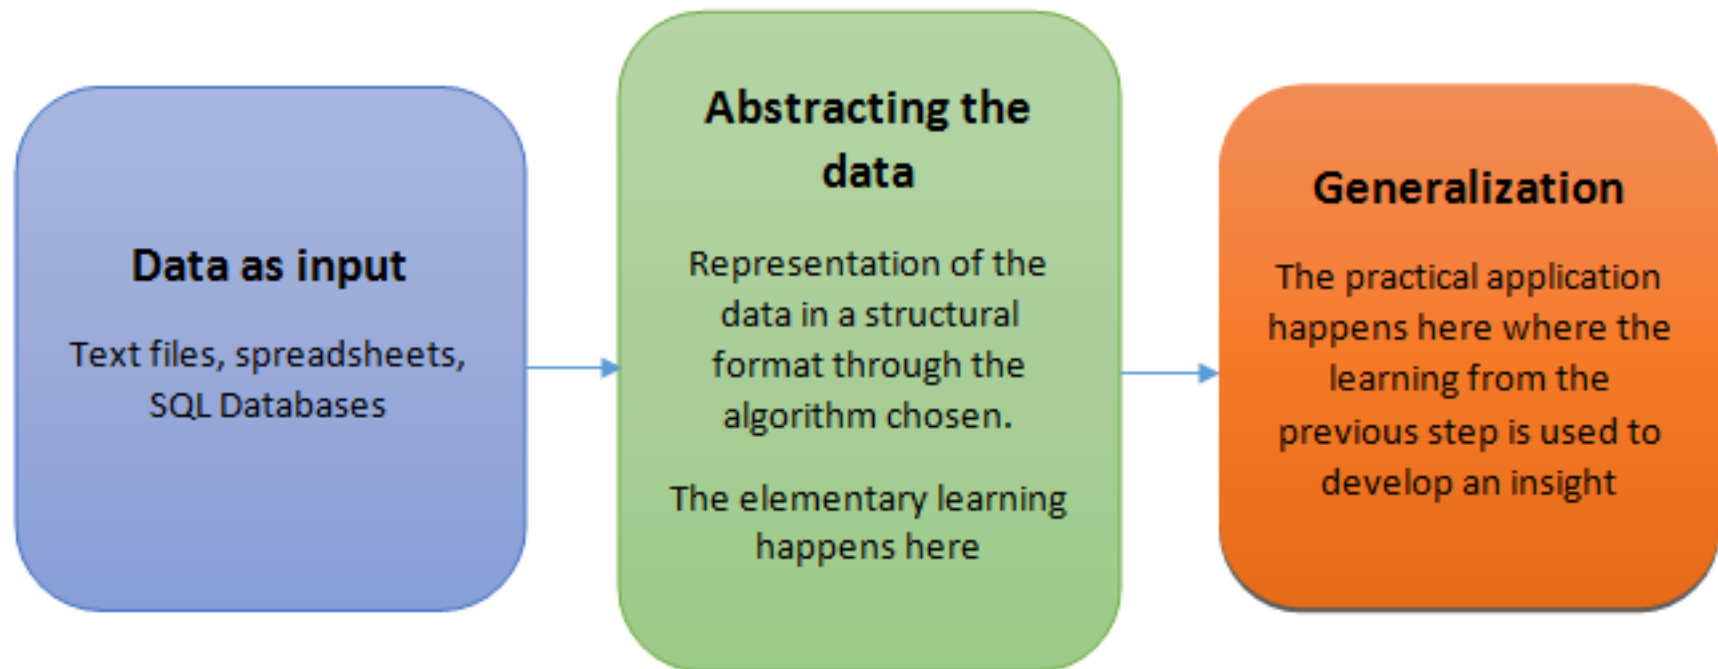 Data as input
Text files, spreadsheets,
SQL Databases
Abstracting the
data
Representation of the
data in a structural
format through the
algorithm chosen.
The elementary learning
happens here
Generalization
The practical application
happens here where the
learning from the
previous step is used to
develop an insight